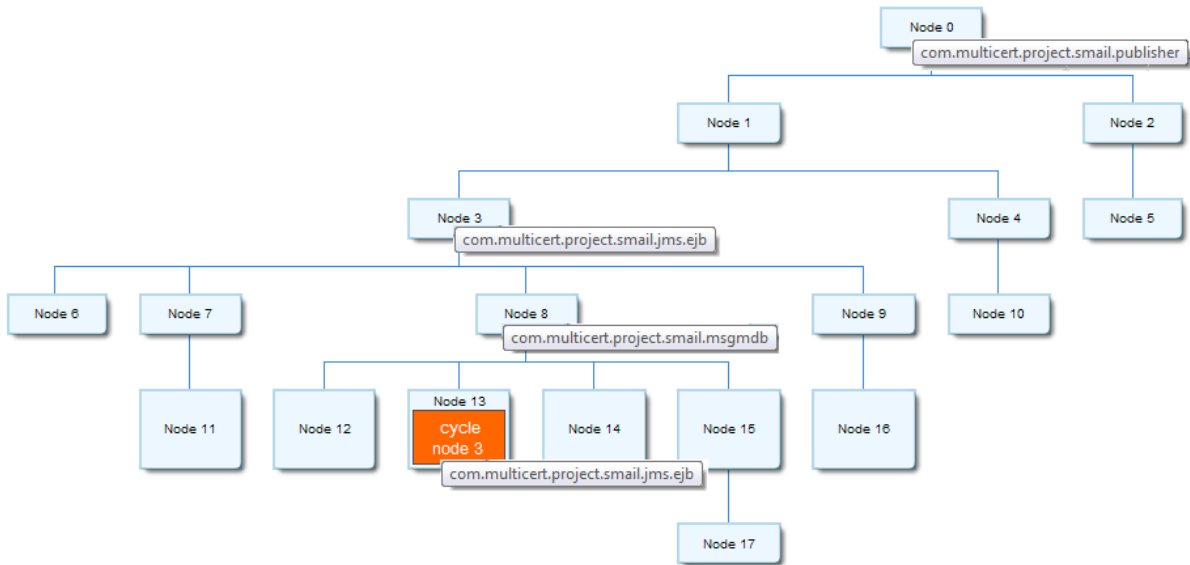 Node 0
com.multicert.project.smail.publisher
Node 1
Node 2
Node 3
Node 4
Node 5
com.multicert.project.smail.jms.ejb
Node 6
Node 7
Node 8
Node 9
Node 10
com.multicert.project.smail.msgmdb
Node 11
Node 12
Node 13
cycle
node 3
Node 14
Node 15
Node 16
com.multicert.project.smail.jms.ejb
Node 17